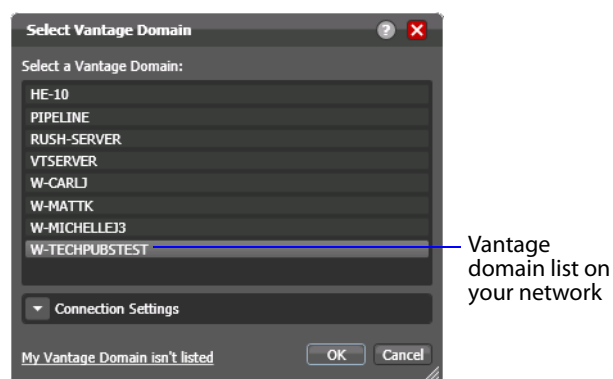 Select Vantage Domain
?
Select a Vantage Domain:
HE-10
PIPELINE
RUSH-SERVER
VTSERVER
W-CARLJ
W-MATTK
W-MICHELLEJ3
W-TECHPUBSTEST
Vantage
domain list on
your network
Connection Settings
My Vantage Domain isn't listed
OK
Cancel